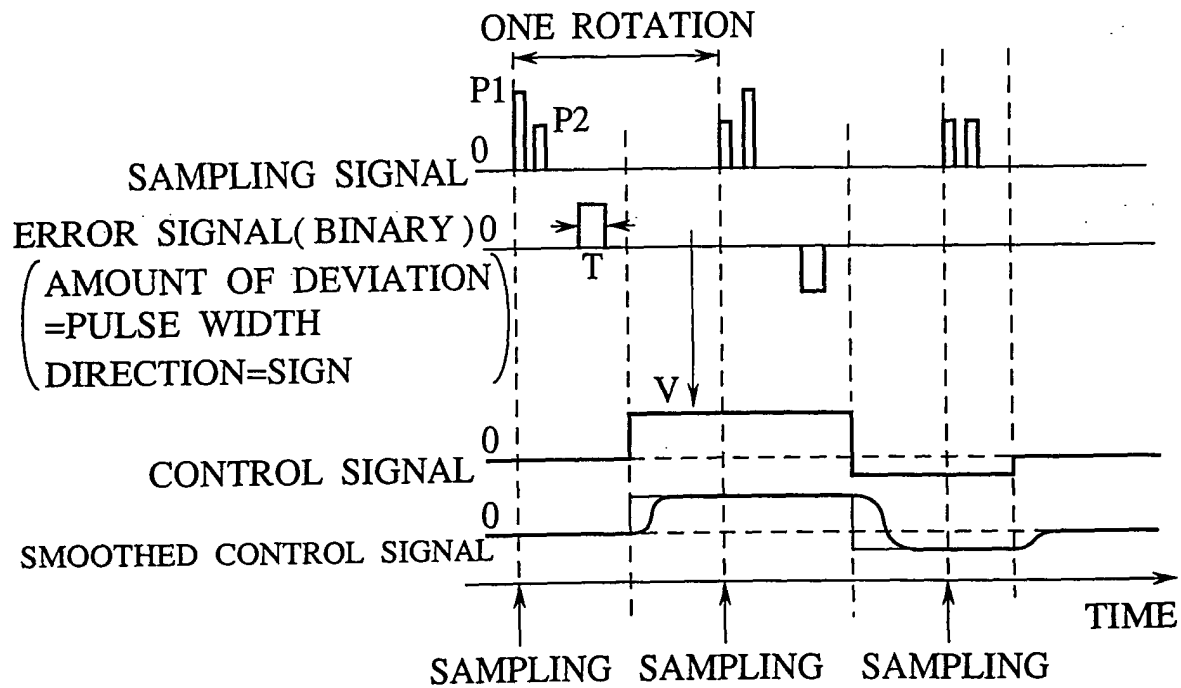 ONE ROTATION
P1
P2
0
SAMPLING SIGNAL
ERROR SIGNAL(BINARY) 0
T
AMOUNT OF DEVIATION
=PULSE WIDTH
DIRECTION=SIGN
V
0
CONTROL SIGNAL
0
SMOOTHED CONTROL SIGNAL
TIME
SAMPLING SAMPLING SAMPLING